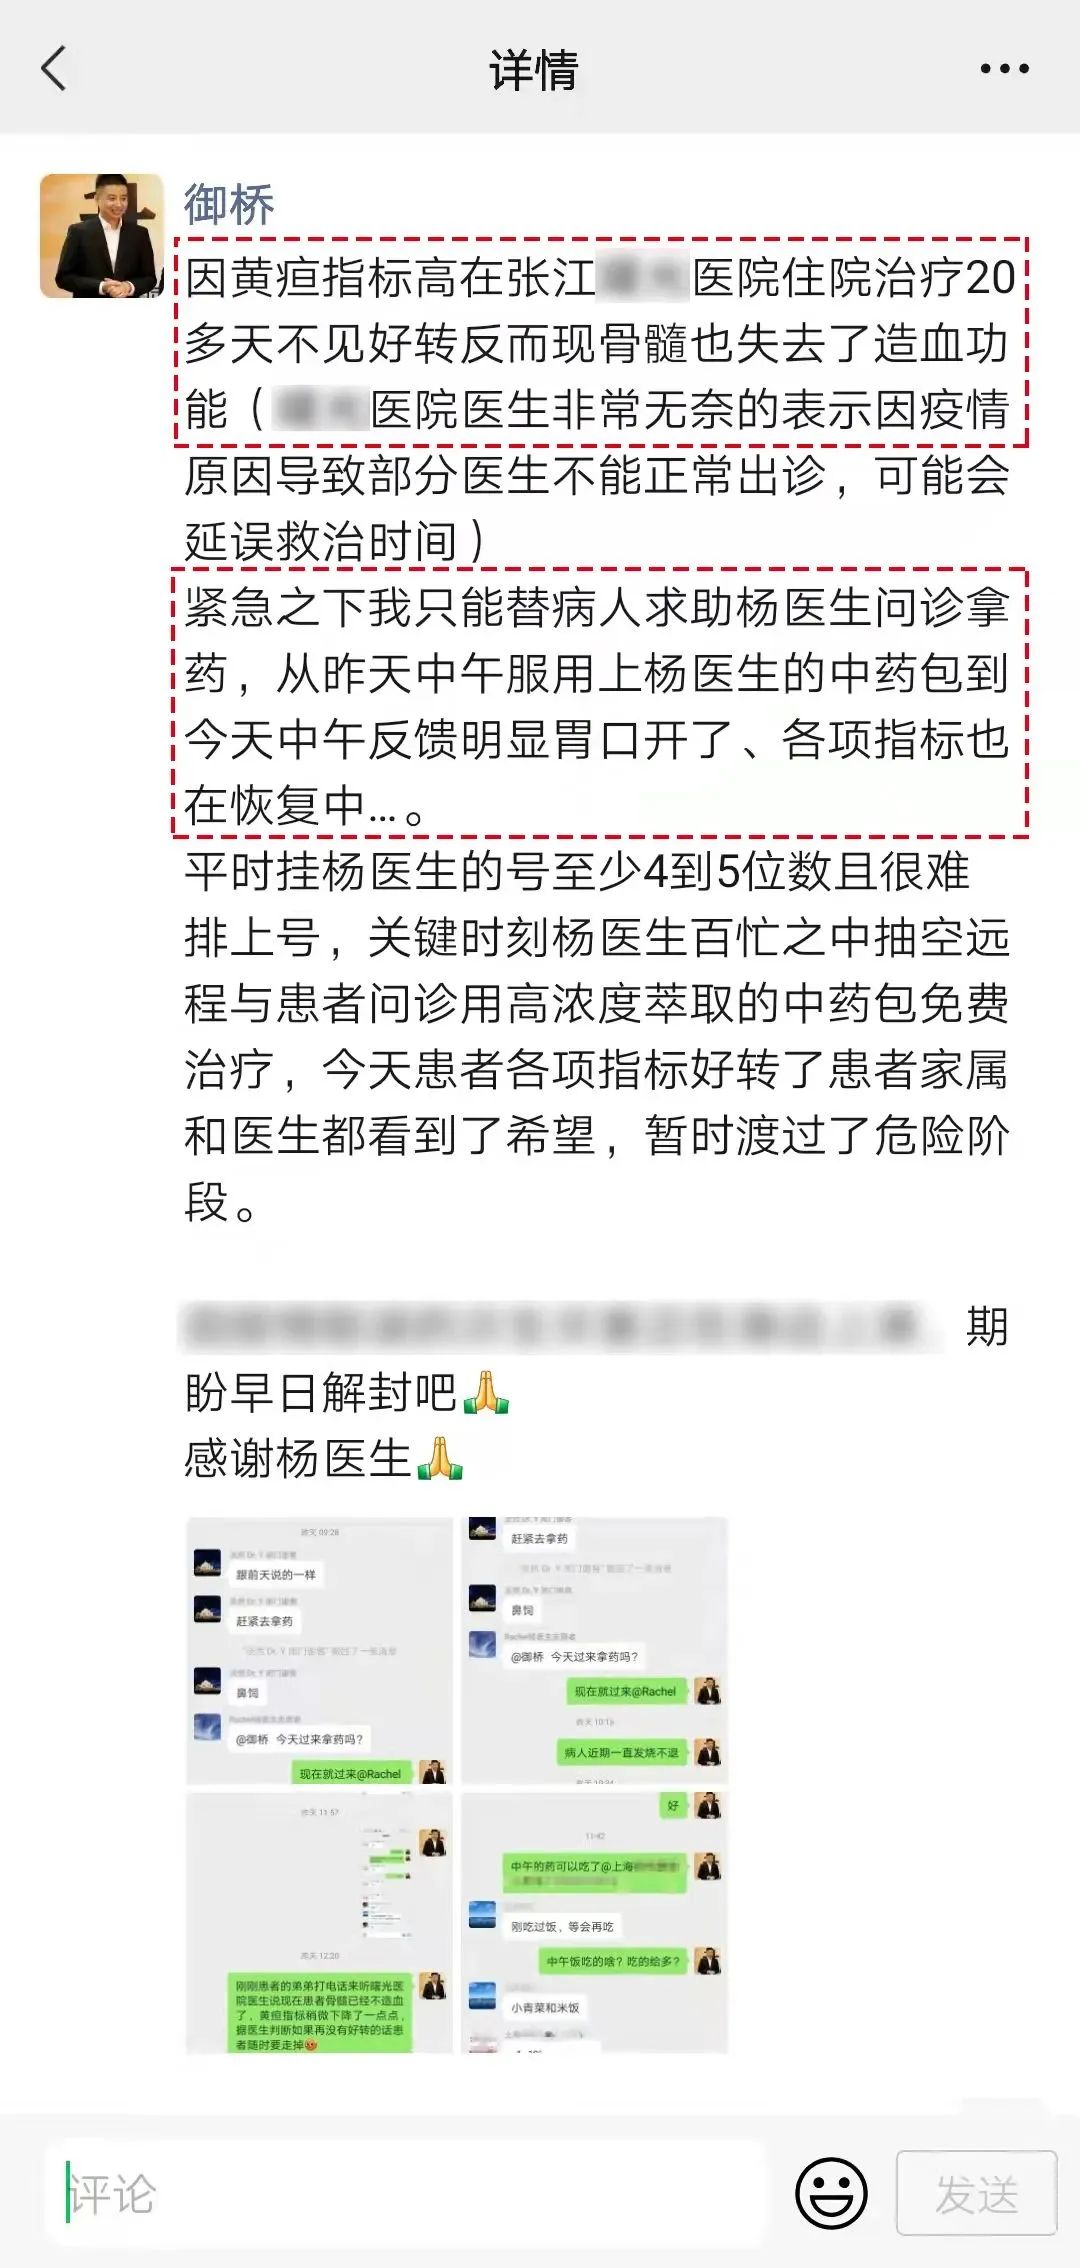 详情
御桥
因黄疸指标高在张江 医院住院治疗20
多天不见好转反而现骨髓也失去了造血功
能（ 医院医生非常无奈的表示因疫情
原因导致部分医生不能正常出诊，可能会
延误救治时间）
紧急之下我只能替病人求助杨医生问诊拿
药，从昨天中午服用上杨医生的中药包到
今天中午反馈明显胃口开了、各项指标也
在恢复中...。
平时挂杨医生的号至少4到5位数且很难
排上号，关键时刻杨医生百忙之中抽空远
程与患者问诊用高浓度萃取的中药包免费
治疗，今天患者各项指标好转了患者家属
和医生都看到了希望，暂时渡过了危险阶
段。
期
盼早日解封吧🙏
感谢杨医生🙏
昨天 09:28
跟前天说的一样
赶紧去拿药
鼻饲
@御桥 今天过来拿药吗？
现在就过来@Rachel
赶紧去拿药
鼻饲
@御桥 今天过来拿药吗？
现在就过来@Rachel
昨天 10:15
病人近期一直发烧不退
昨天 11:57
昨天 12:20
刚刚患者的弟弟打电话来听曙光医
院医生说现在患者骨髓已经不造血
了，黄疸指标稍微下降了一点点，
据医生判断如果再没有好转的话患
者随时要走掉
好
11:42
中午的药可以吃了@上海
刚吃过饭，等会再吃
中午饭吃的啥？吃的给多？
小青菜和米饭
评论
发送